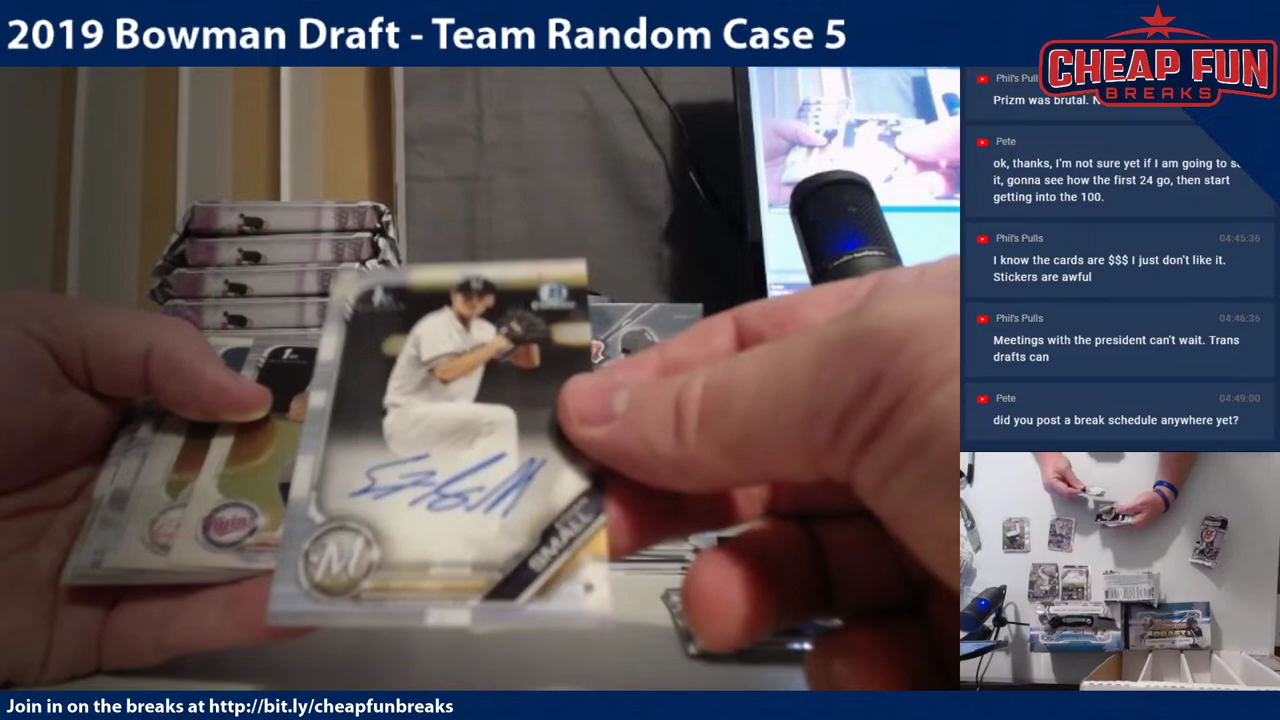 2019 Bowman Draft - Team Random Case 5
CHEAP FUN
BREAKS
Phil's Pull
Prizm was brutal. N
Pete
ok, thanks, I'm not sure yet if I am going to s
it, gonna see how the first 24 go, then start
getting into the 100.
Phil's Pulls 04:45:36
I know the cards are $$$ I just don't like it.
Stickers are awful
Phil's Pulls 04:46:36
Meetings with the president can't wait. Trans
drafts can
Pete 04:49:00
did you post a break schedule anywhere yet?
1st
Twins
M
SMALL
DRAFT
Join in on the breaks at http://bit.ly/cheapfunbreaks